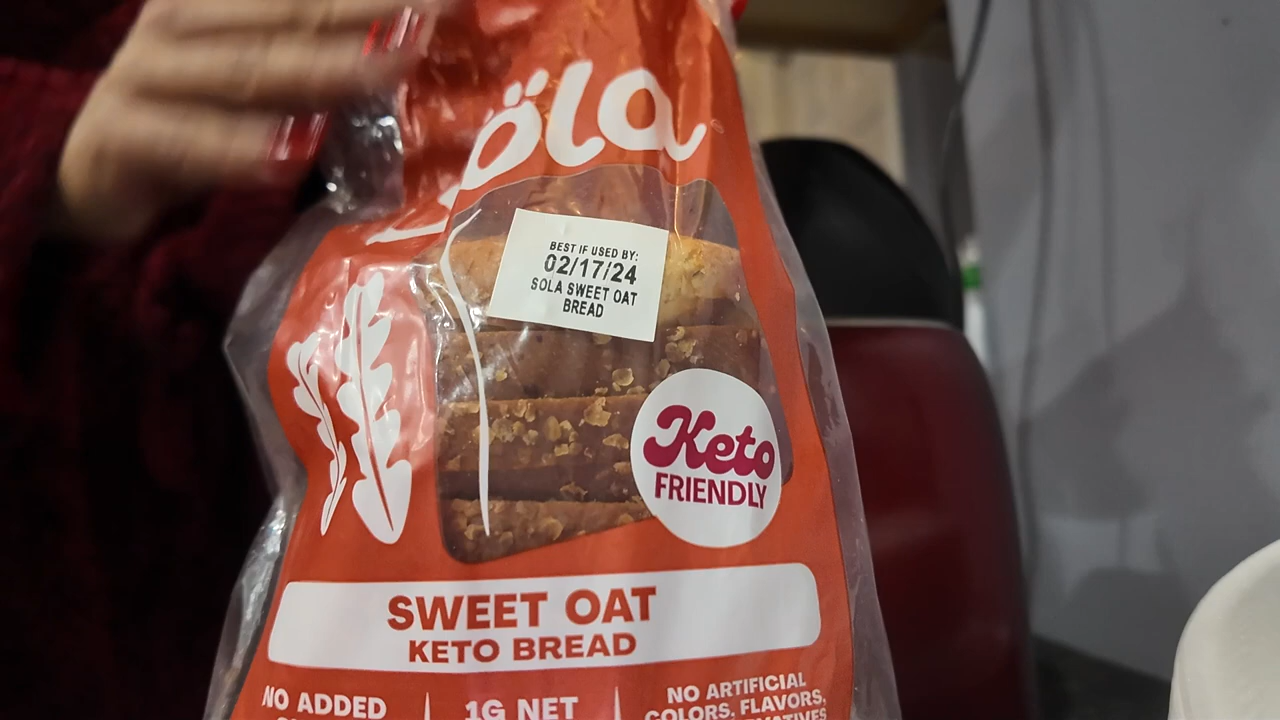 sola
BEST IF USED BY:
02/17/24
SOLA SWEET OAT
BREAD
Keto
FRIENDLY
SWEET OAT
KETO BREAD
NO ADDED
1G NET
NO ARTIFICIAL
COLORS, FLAVORS,